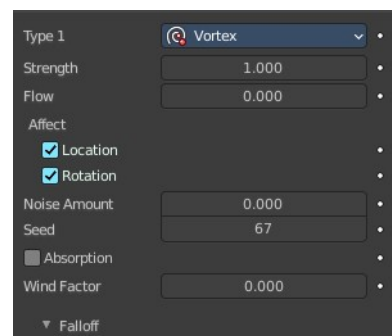 Type 1 Vortex
Strength 1.000
Flow 0.000
Affect
Location
Rotation
Noise Amount 0.000
Seed 67
Absorption
Wind Factor 0.000
Falloff